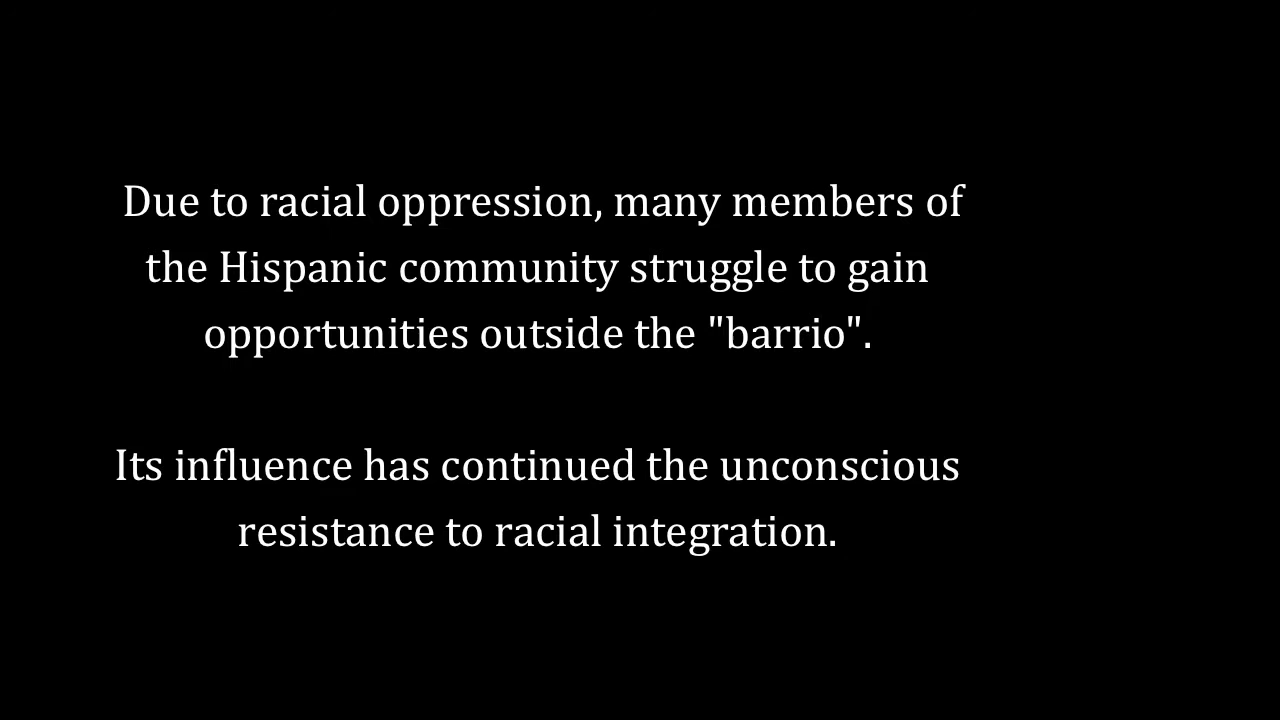 Due to racial oppression, many members of
the Hispanic community struggle to gain
opportunities outside the "barrio".
Its influence has continued the unconscious
resistance to racial integration.